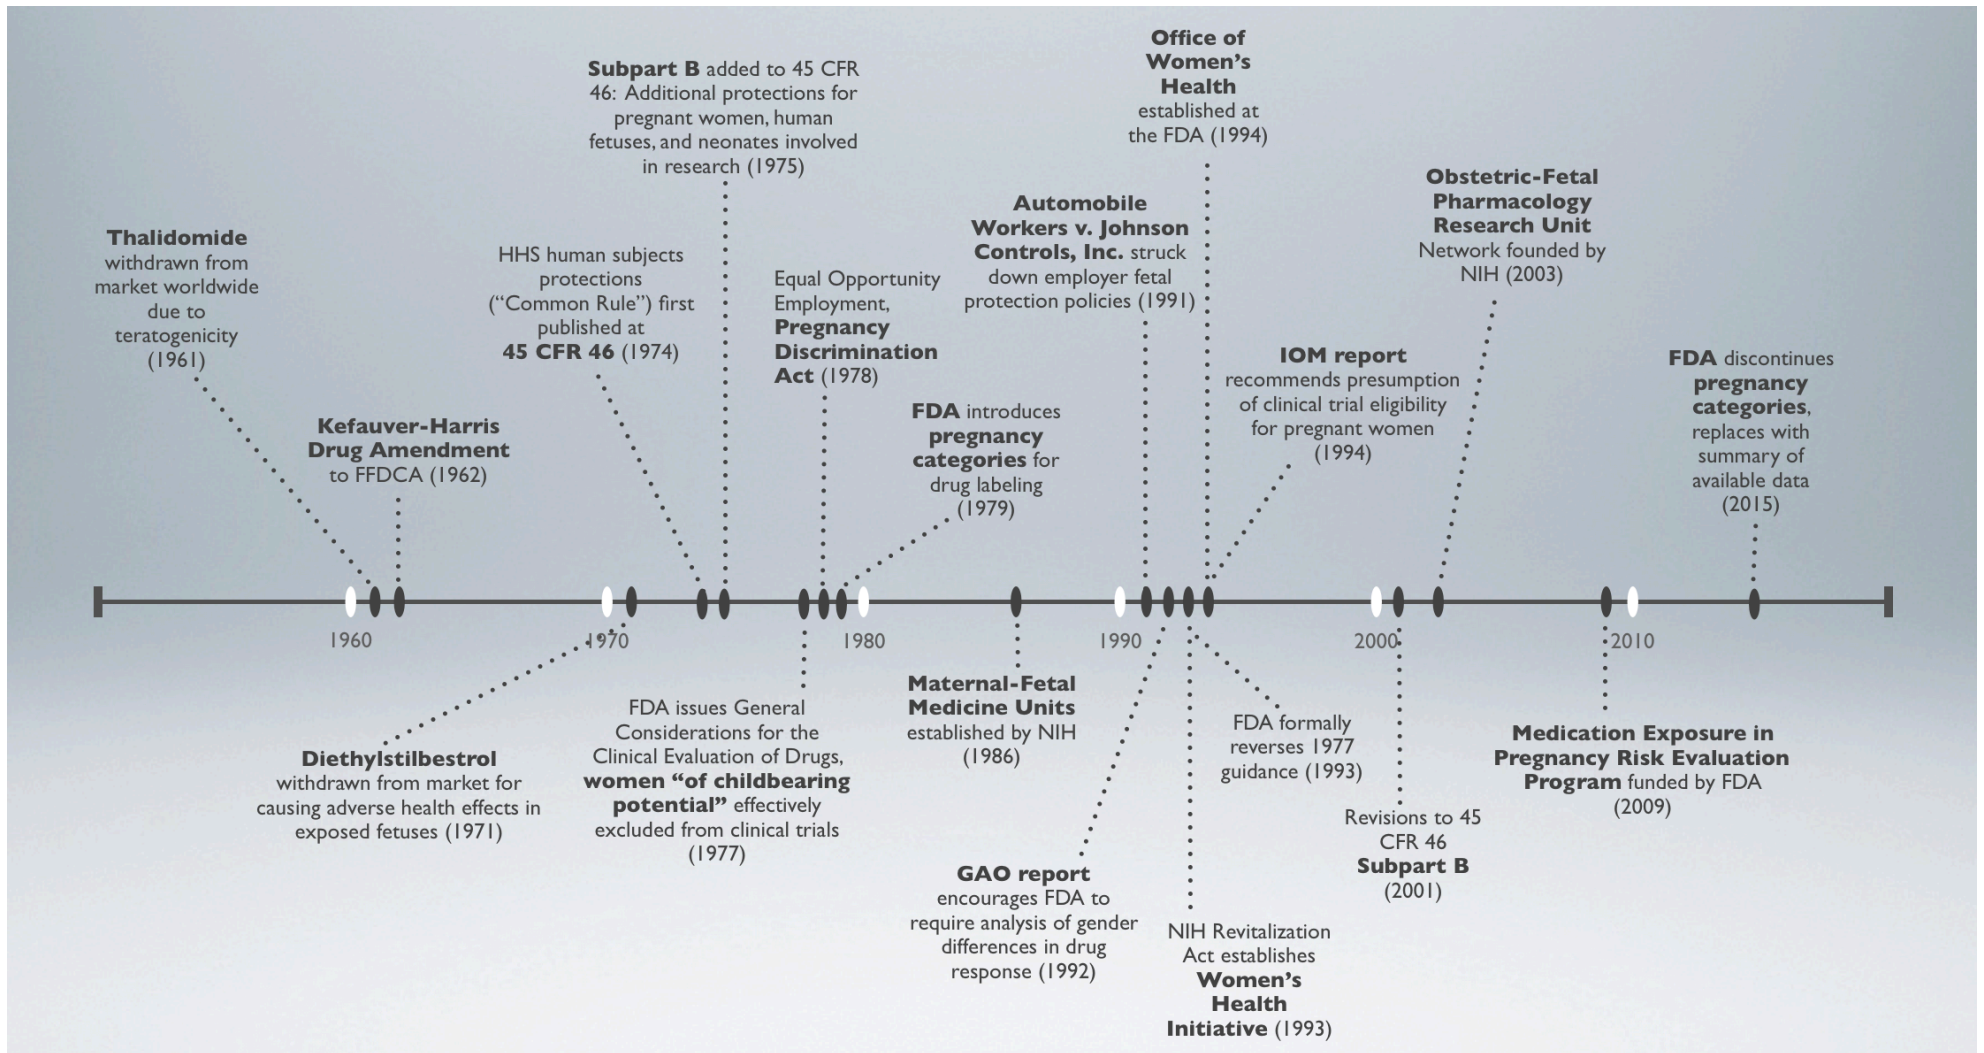 Thalidomide
withdrawn from
market worldwide
due to
teratogenicity
(1961)
Kefauver-Harris
Drug Amendment
to FFDCA (1962)
HHS human subjects
protections
(“Common Rule”) first
published at
45 CFR 46 (1974)
Subpart B added to 45 CFR
46: Additional protections for
pregnant women, human
fetuses, and neonates involved
in research (1975)
Equal Opportunity
Employment,
Pregnancy
Discrimination
Act (1978)
FDA introduces
pregnancy
categories for
drug labeling
(1979)
Automobile
Workers v. Johnson
Controls, Inc. struck
down employer fetal
protection policies (1991)
Office of
Women’s
Health
established at
the FDA (1994)
IOM report
recommends presumption
of clinical trial eligibility
for pregnant women
(1994)
Obstetric-Fetal
Pharmacology
Research Unit
Network founded by
NIH (2003)
FDA discontinues
pregnancy
categories,
replaces with
summary of
available data
(2015)
1960
1970
1980
1990
2000
2010
Diethylstilbestrol
withdrawn from market for
causing adverse health effects in
exposed fetuses (1971)
FDA issues General
Considerations for the
Clinical Evaluation of Drugs,
women “of childbearing
potential” effectively
excluded from clinical trials
(1977)
Maternal-Fetal
Medicine Units
established by NIH
(1986)
GAO report
encourages FDA to
require analysis of gender
differences in drug
response (1992)
NIH Revitalization
Act establishes
Women’s
Health
Initiative (1993)
FDA formally
reverses 1977
guidance (1993)
Revisions to 45
CFR 46
Subpart B
(2001)
Medication Exposure in
Pregnancy Risk Evaluation
Program funded by FDA
(2009)